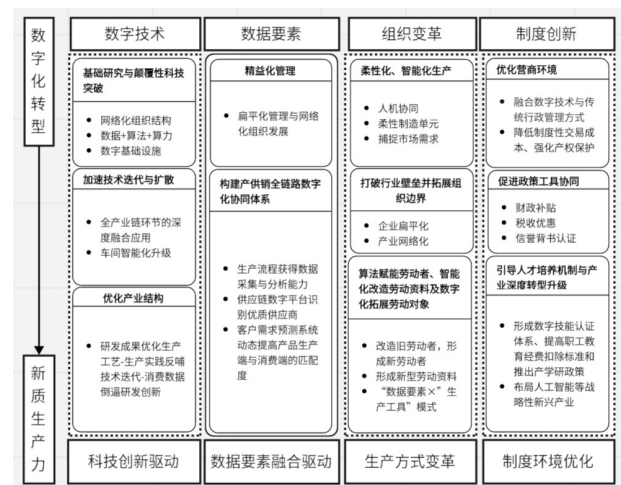 数字化转型
数字技术
数据要素
组织变革
制度创新
基础研究与颠覆性科技
突破
网络化组织结构
数据+算法+算力
数字基础设施
加速技术迭代与扩散
全产业链环节的深
度融合应用
车间智能化升级
优化产业结构
研发成果优化生产
工艺-生产实践反哺
技术迭代-消费数据
倒逼研发创新
精益化管理
扁平化管理与网络
化组织发展
构建产供销全链路数字
化协同体系
生产流程获得数据
采集与分析能力
供应链数字平台识
别优质供应商
客户需求预测系统
动态提高产品生产
端与消费端的匹配
度
柔性化、智能化生产
人机协同
柔性制造单元
捕捉市场需求
打破行业壁垒并拓展组
织边界
企业扁平化
产业网络化
算法赋能劳动者、智能
化改造劳动资料及数字
化拓展劳动对象
改造旧劳动者，形
成新劳动者
形成新型劳动资料
“数据要素×”生
产工具”模式
优化营商环境
融合数字技术与传
统行政管理方式
降低制度性交易成
本、强化产权保护
促进政策工具协同
财政补贴
税收优惠
信誉背书认证
引导人才培养机制与产
业深度转型升级
形成数字技能认证
体系、提高职工教
育经费扣除标准和
推出产学研政策
布局人工智能等战
略性新兴产业
新质生产力
科技创新驱动
数据要素融合驱动
生产方式变革
制度环境优化